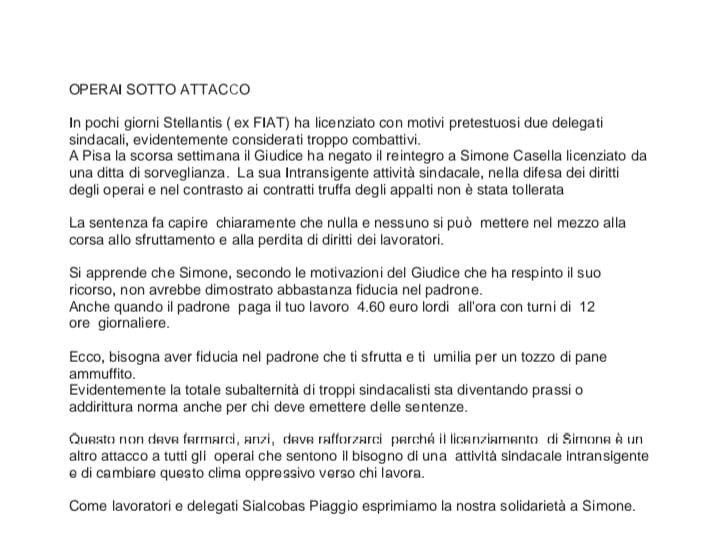 OPERAI SOTTO ATTACCO
In pochi giorni Stellantis ( ex FIAT) ha licenziato con motivi pretestuosi due delegati
sindacali, evidentemente considerati troppo combattivi.
A Pisa la scorsa settimana il Giudice ha negato il reintegro a Simone Casella licenziato da
una ditta di sorveglianza. La sua Intransigente attività sindacale, nella difesa dei diritti
degli operai e nel contrasto ai contratti truffa degli appalti non è stata tollerata
La sentenza fa capire chiaramente che nulla e nessuno si può mettere nel mezzo alla
corsa allo sfruttamento e alla perdita di diritti dei lavoratori.
Si apprende che Simone, secondo le motivazioni del Giudice che ha respinto il suo
ricorso, non avrebbe dimostrato abbastanza fiducia nel padrone.
Anche quando il padrone paga il tuo lavoro 4.60 euro lordi all'ora con turni di 12
ore giornaliere.
Ecco, bisogna aver fiducia nel padrone che ti sfrutta e ti umilia per un tozzo di pane
ammuffito.
Evidentemente la totale subalternità di troppi sindacalisti sta diventando prassi o
addirittura norma anche per chi deve emettere delle sentenze.
Questo non deve fermarci, anzi, deve rafforzarci perché il licenziamento di Simone è un
altro attacco a tutti gli operai che sentono il bisogno di una attività sindacale intransigente
e di cambiare questo clima oppressivo verso chi lavora.
Come lavoratori e delegati Sialcobas Piaggio esprimiamo la nostra solidarietà a Simone.